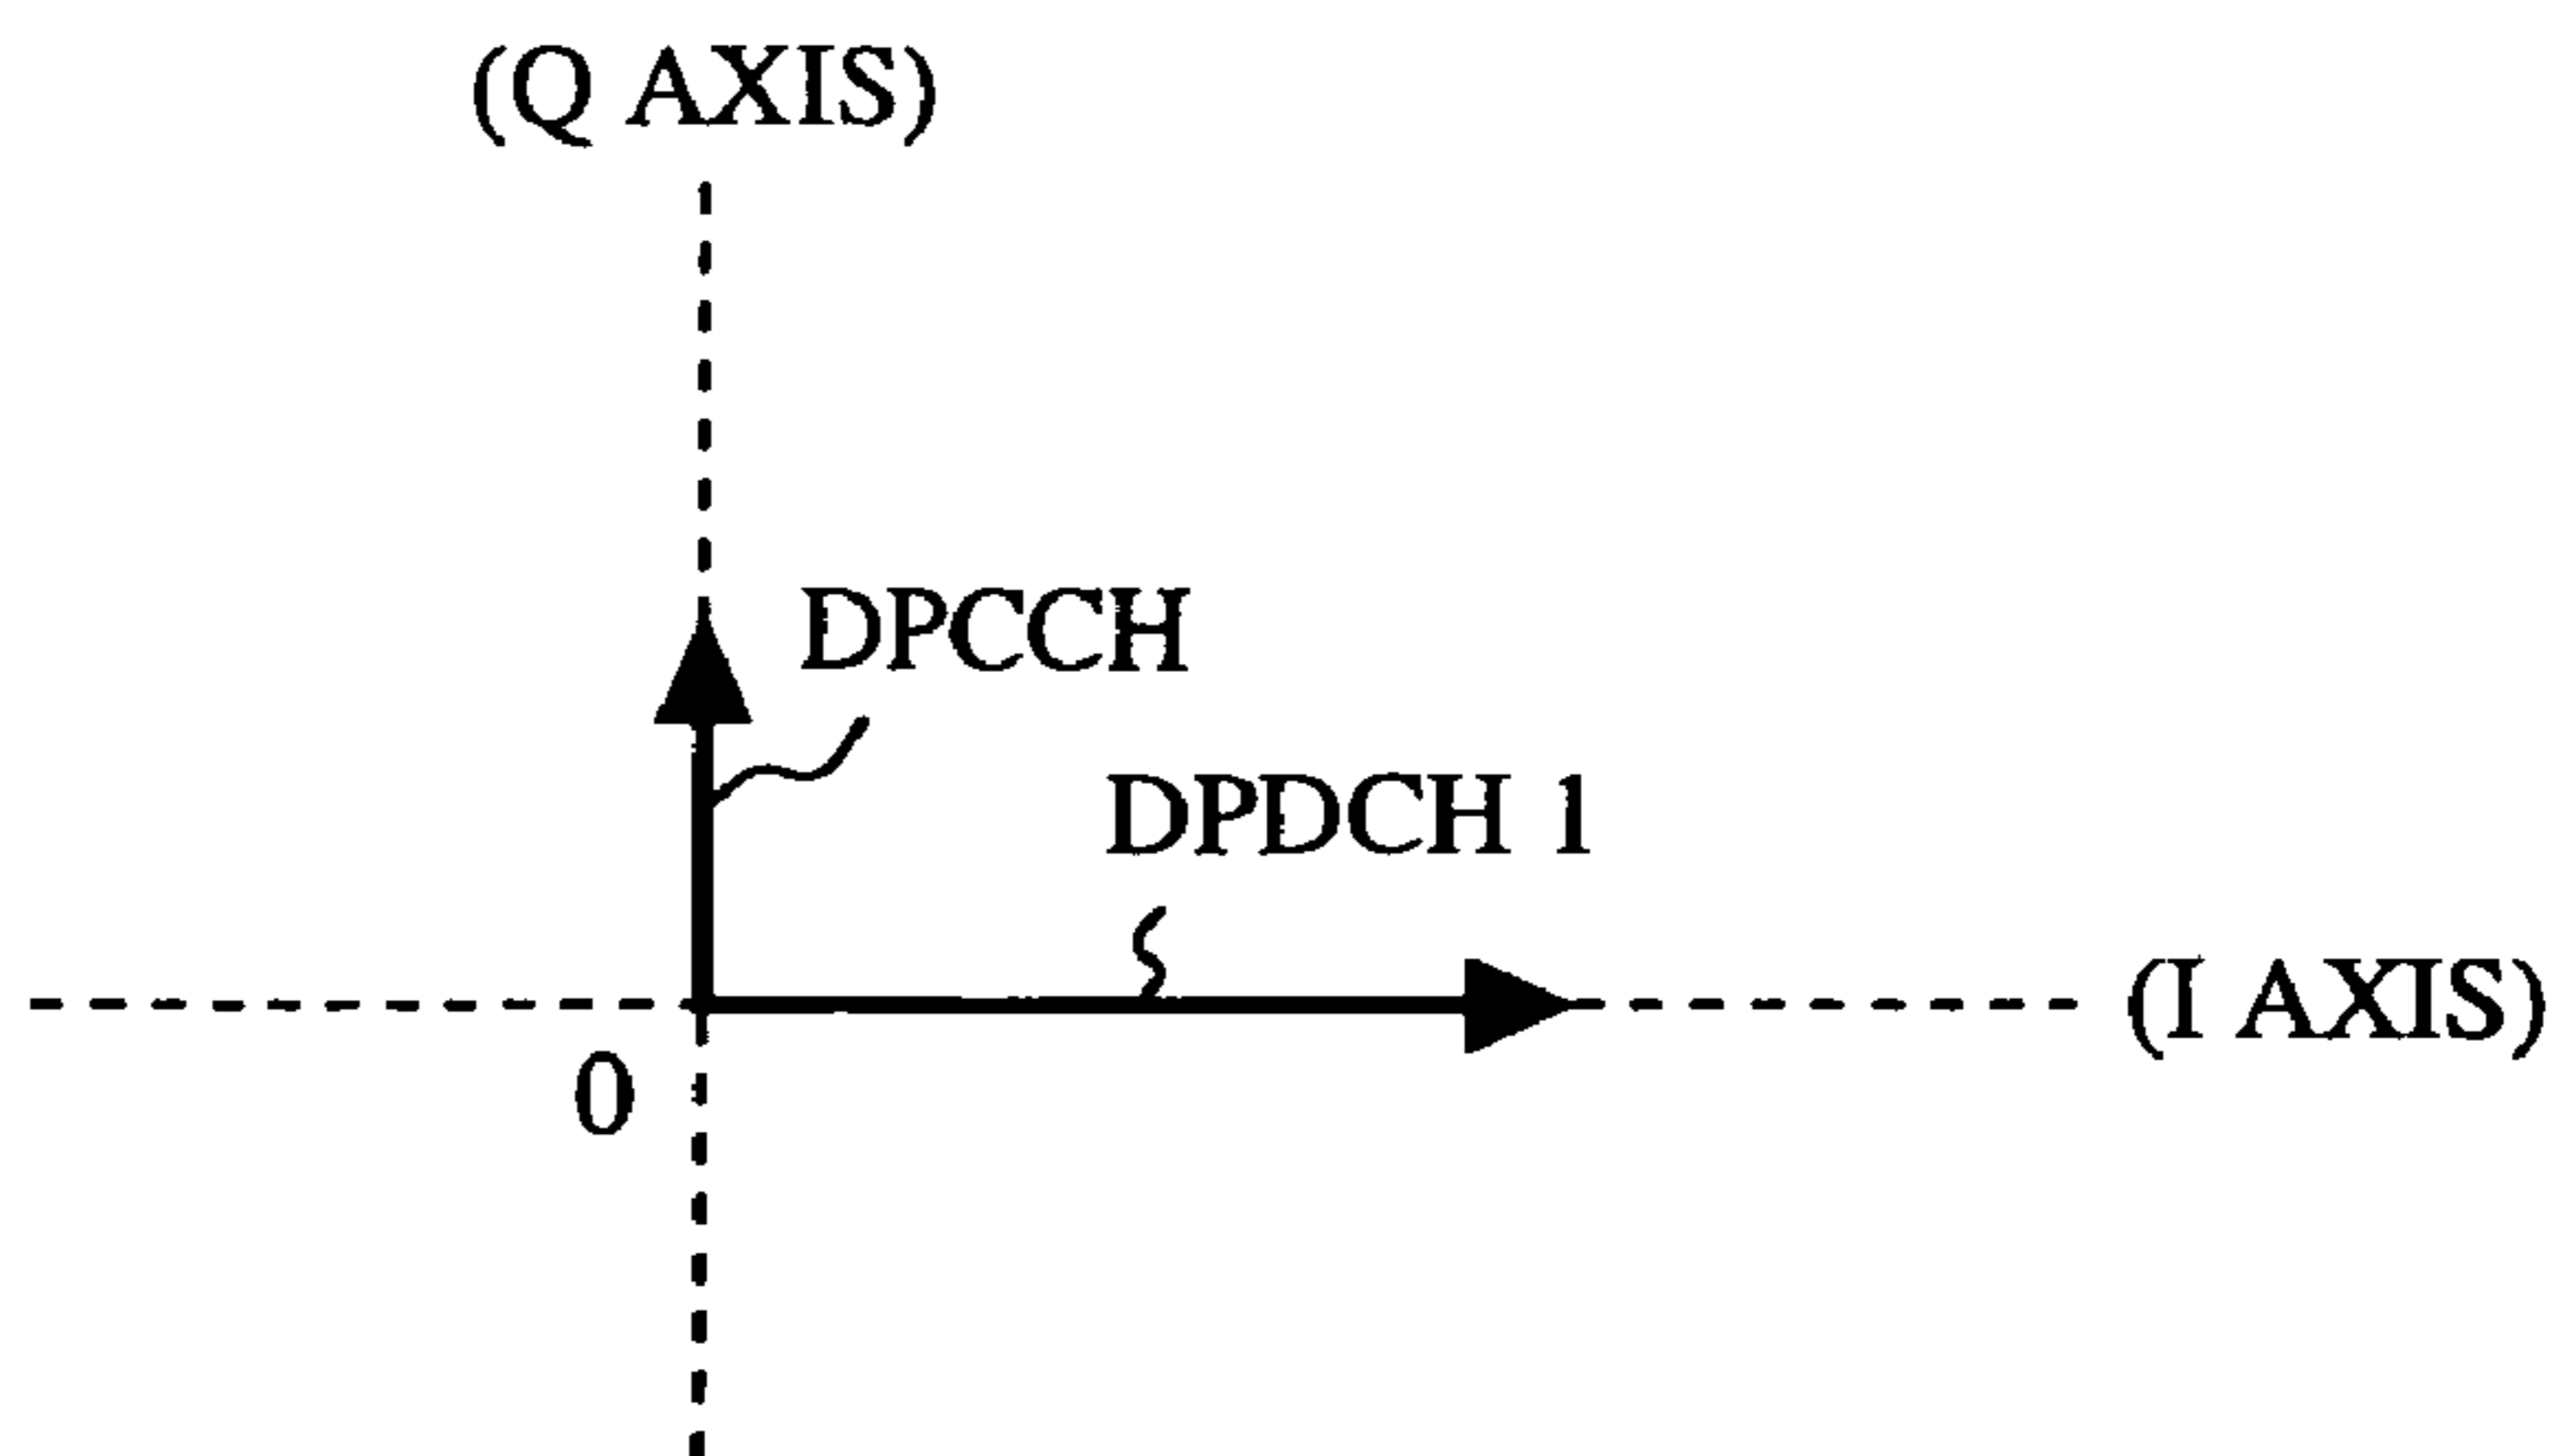 (Q AXIS)
DPCCH
DPDCH 1
(I AXIS)
0